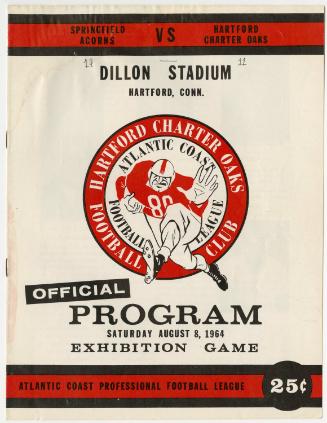 SPRINGFIELD ACORNS VS HARTFORD CHARTER OAKS
DILLON STADIUM
HARTFORD, CONN.
HARTFORD CHARTER OAKS
FOOTBALL CLUB
ATLANTIC COAST
FOOTBALL LEAGUE
80
OFFICIAL
PROGRAM
SATURDAY AUGUST 8, 1964
EXHIBITION GAME
ATLANTIC COAST PROFESSIONAL FOOTBALL LEAGUE
25¢